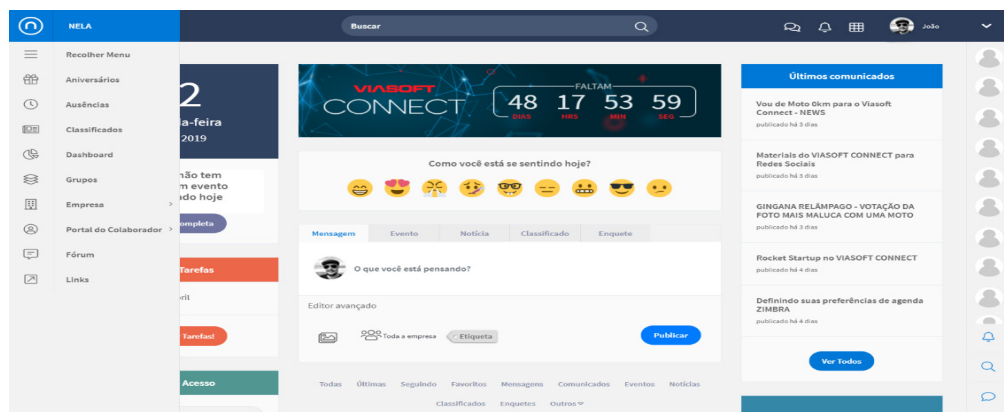 NELA
Buscar
João
Recolher Menu
Aniversários
Ausências
Classificados
Dashboard
Grupos
Empresa
Portal do Colaborador
Fórum
Links
2
a-feira
2019
não tem
m evento
ado hoje
ompleta
Tarefas
ril
Tarefas!
Acesso
VIASOFT
CONNECT
FALTAM
48 17 53 59
DIAS HRS MIN SEG
Como você está se sentindo hoje?
Mensagem Evento Notícia Classificado Enquete
O que você está pensando?
Editor avançado
Toda a empresa Etiqueta Publicar
Todas Últimas Seguindo Favoritos Mensagens Comunicados Eventos Notícias
Classificados Enquetes Outros
Últimos comunicados
Vou de Moto 0km para o Viasoft
Connect - NEWS
publicado há 3 dias
Materiais do VIASOFT CONNECT para
Redes Sociais
publicado há 3 dias
GINGANA RELÂMPAGO - VOTAÇÃO DA
FOTO MAIS MALUCA COM UMA MOTO
publicado há 3 dias
Rocket Startup no VIASOFT CONNECT
publicado há 4 dias
Definindo suas preferências de agenda
ZIMBRA
publicado há 4 dias
Ver Todos